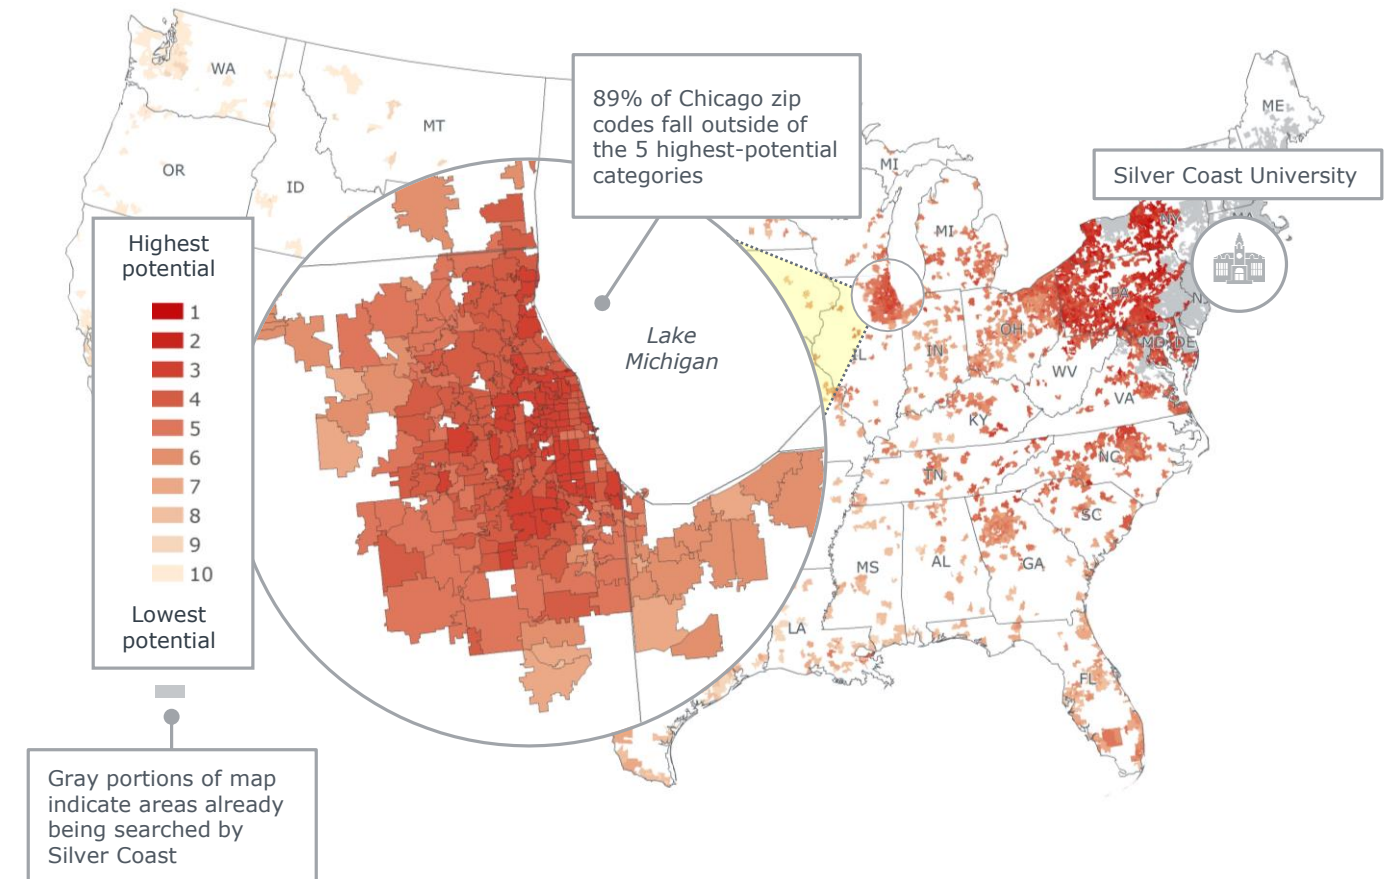 WA
MT
OR
ID
89% of Chicago zip
codes fall outside of
the 5 highest-potential
categories
MI
ME
Silver Coast University
NY
MA
MI
Highest
potential
1
2
3
4
5
6
7
8
9
10
Lowest
potential
Lake
Michigan
PA
OH
IN
IL
MD
DE
WV
VA
KY
NC
TN
SC
MS
AL
GA
LA
FL
Gray portions of map
indicate areas already
being searched by
Silver Coast